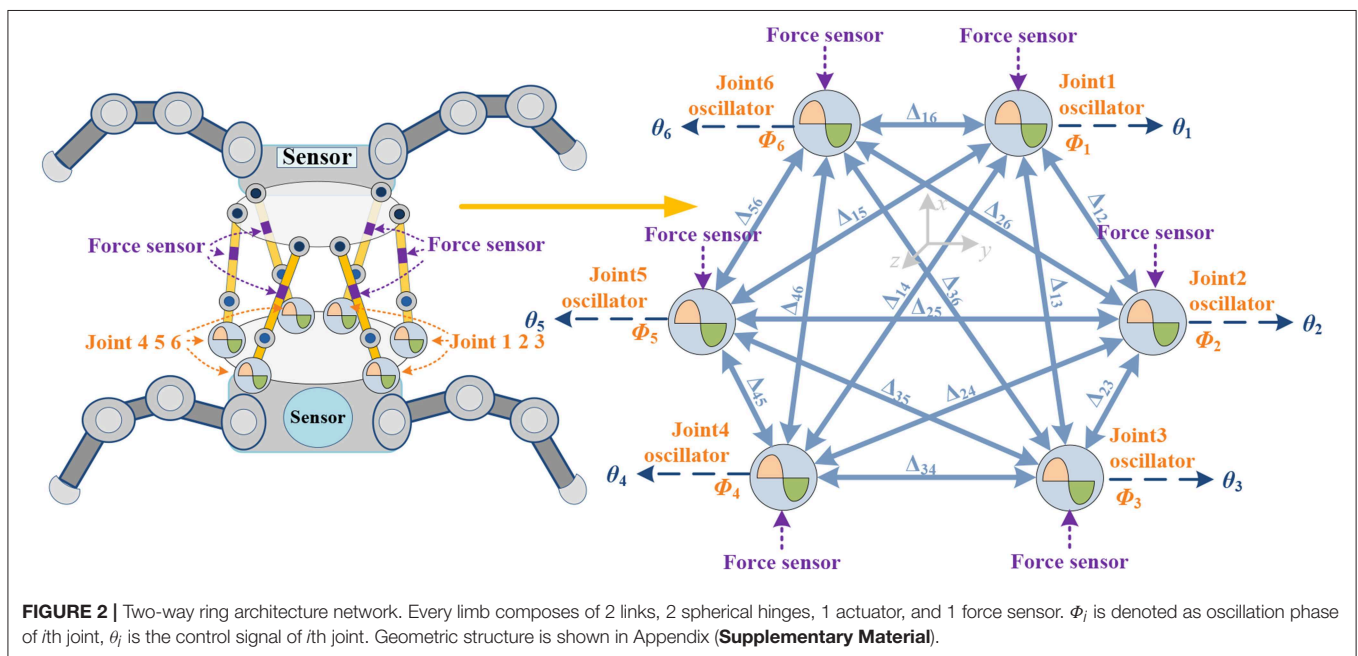 Sensor
Force sensor
Force sensor
Joint 4 5 6
Joint 1 2 3
Sensor
Force sensor
Force sensor
Joint6
oscillator
Joint1
oscillator
θ6
Φ6
Δ16
Φ1
θ1
Δ56
Δ15
Δ26
Δ12
x
y
z
Force sensor
Force sensor
Joint5
oscillator
Joint2
oscillator
θ5
Φ5
Δ46
Δ14
Δ36
Δ25
Δ13
Φ2
θ2
Δ45
Δ35
Δ24
Δ23
Joint4
oscillator
Joint3
oscillator
θ4
Φ4
Δ34
Φ3
θ3
Force sensor
Force sensor
FIGURE 2 | Two-way ring architecture network. Every limb composes of 2 links, 2 spherical hinges, 1 actuator, and 1 force sensor. Φi is denoted as oscillation phase
of ith joint, θi is the control signal of ith joint. Geometric structure is shown in Appendix (Supplementary Material).